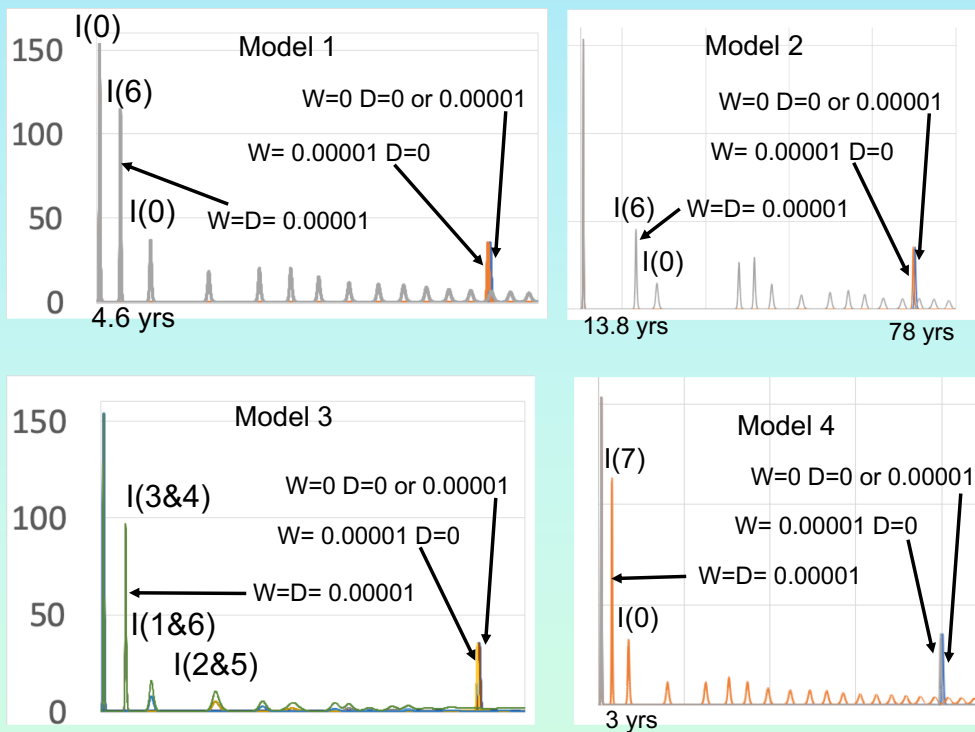 Model 1
I(0)
I(6)
I(0)
W=0 D=0 or 0.00001
W= 0.00001 D=0
W=D= 0.00001
150
100
50
0
4.6 yrs
Model 2
W=0 D=0 or 0.00001
W= 0.00001 D=0
I(6)
W=D= 0.00001
I(0)
13.8 yrs
78 yrs
Model 3
150
I(3&4)
W=0 D=0 or 0.00001
W= 0.00001 D=0
100
W=D= 0.00001
50
I(1&6)
I(2&5)
0
Model 4
I(7)
W=0 D=0 or 0.00001
W= 0.00001 D=0
W=D= 0.00001
I(0)
3 yrs